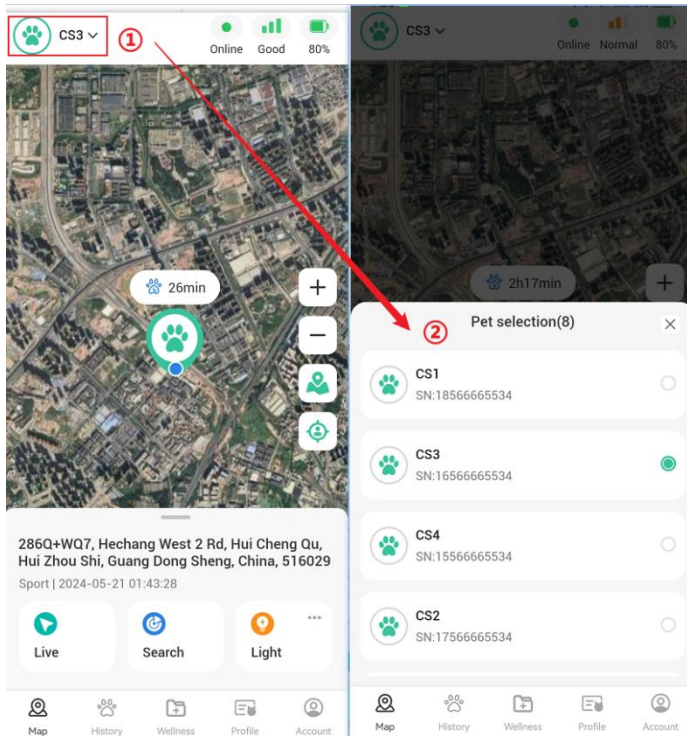 CS3
①
Online Good 80%
26min
286Q+WQ7, Hechang West 2 Rd, Hui Cheng Qu,
Hui Zhou Shi, Guang Dong Sheng, China, 516029
Sport | 2024-05-21 01:43:28
Live Search Light
Map History Wellness Profile Account
CS3
Online Normal 80%
2h17min
②
Pet selection(8)
CS1
SN:18566665534
CS3
SN:16566665534
CS4
SN:15566665534
CS2
SN:17566665534
Map History Wellness Profile Account